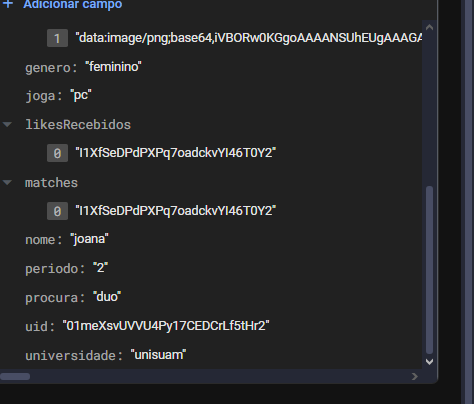 + Adicionar campo
1 "data:image/png;base64,iVBORw0KGgoAAAANSUhEUgAAAGA
genero: "feminino"
joga: "pc"
likesRecebidos
0 "I1XfSeDPdPXPq7oadckvYI46T0Y2"
matches
0 "I1XfSeDPdPXPq7oadckvYI46T0Y2"
nome: "joana"
periodo: "2"
procura: "duo"
uid: "01meXsvUVVU4Py17CEDCrLf5tHr2"
universidade: "unisuam"